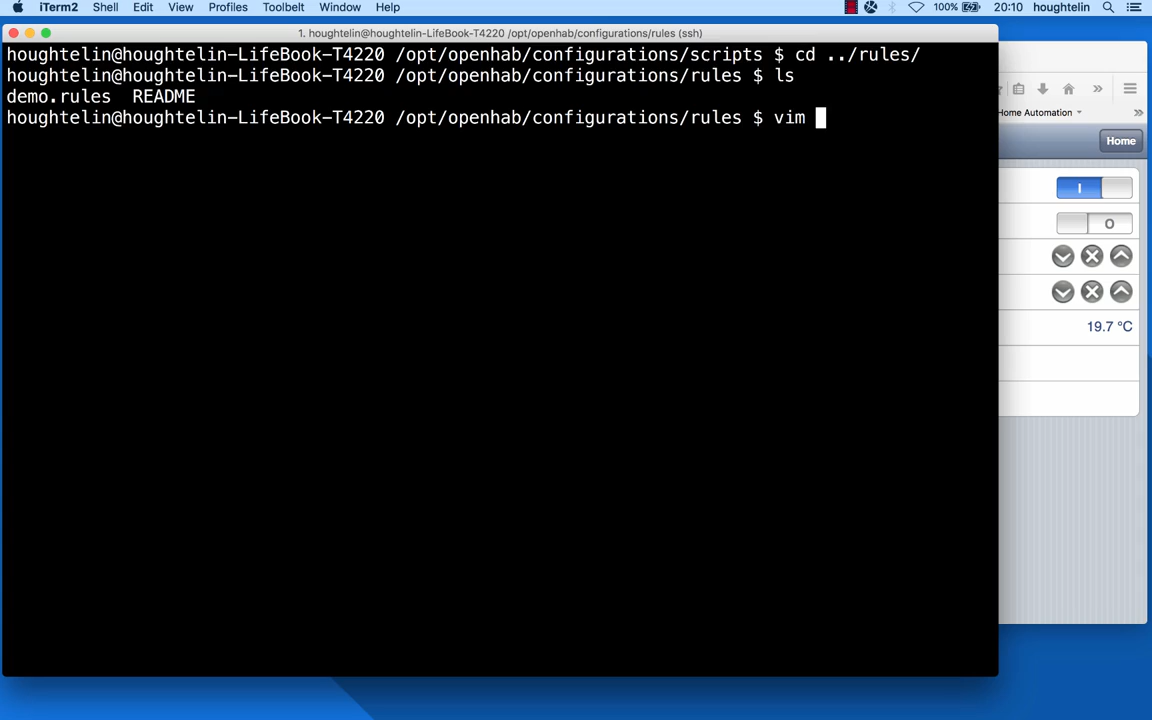 iTerm2 Shell Edit View Profiles Toolbelt Window Help 100% 20:10 houghtelin
1. houghtelin@houghtelin-LifeBook-T4220 /opt/openhab/configurations/rules (ssh)
houghtelin@houghtelin-LifeBook-T4220 /opt/openhab/configurations/scripts $ cd ../rules/
houghtelin@houghtelin-LifeBook-T4220 /opt/openhab/configurations/rules $ ls
demo.rules README
houghtelin@houghtelin-LifeBook-T4220 /opt/openhab/configurations/rules $ vim
Home Automation
Home
I
O
19.7 °C